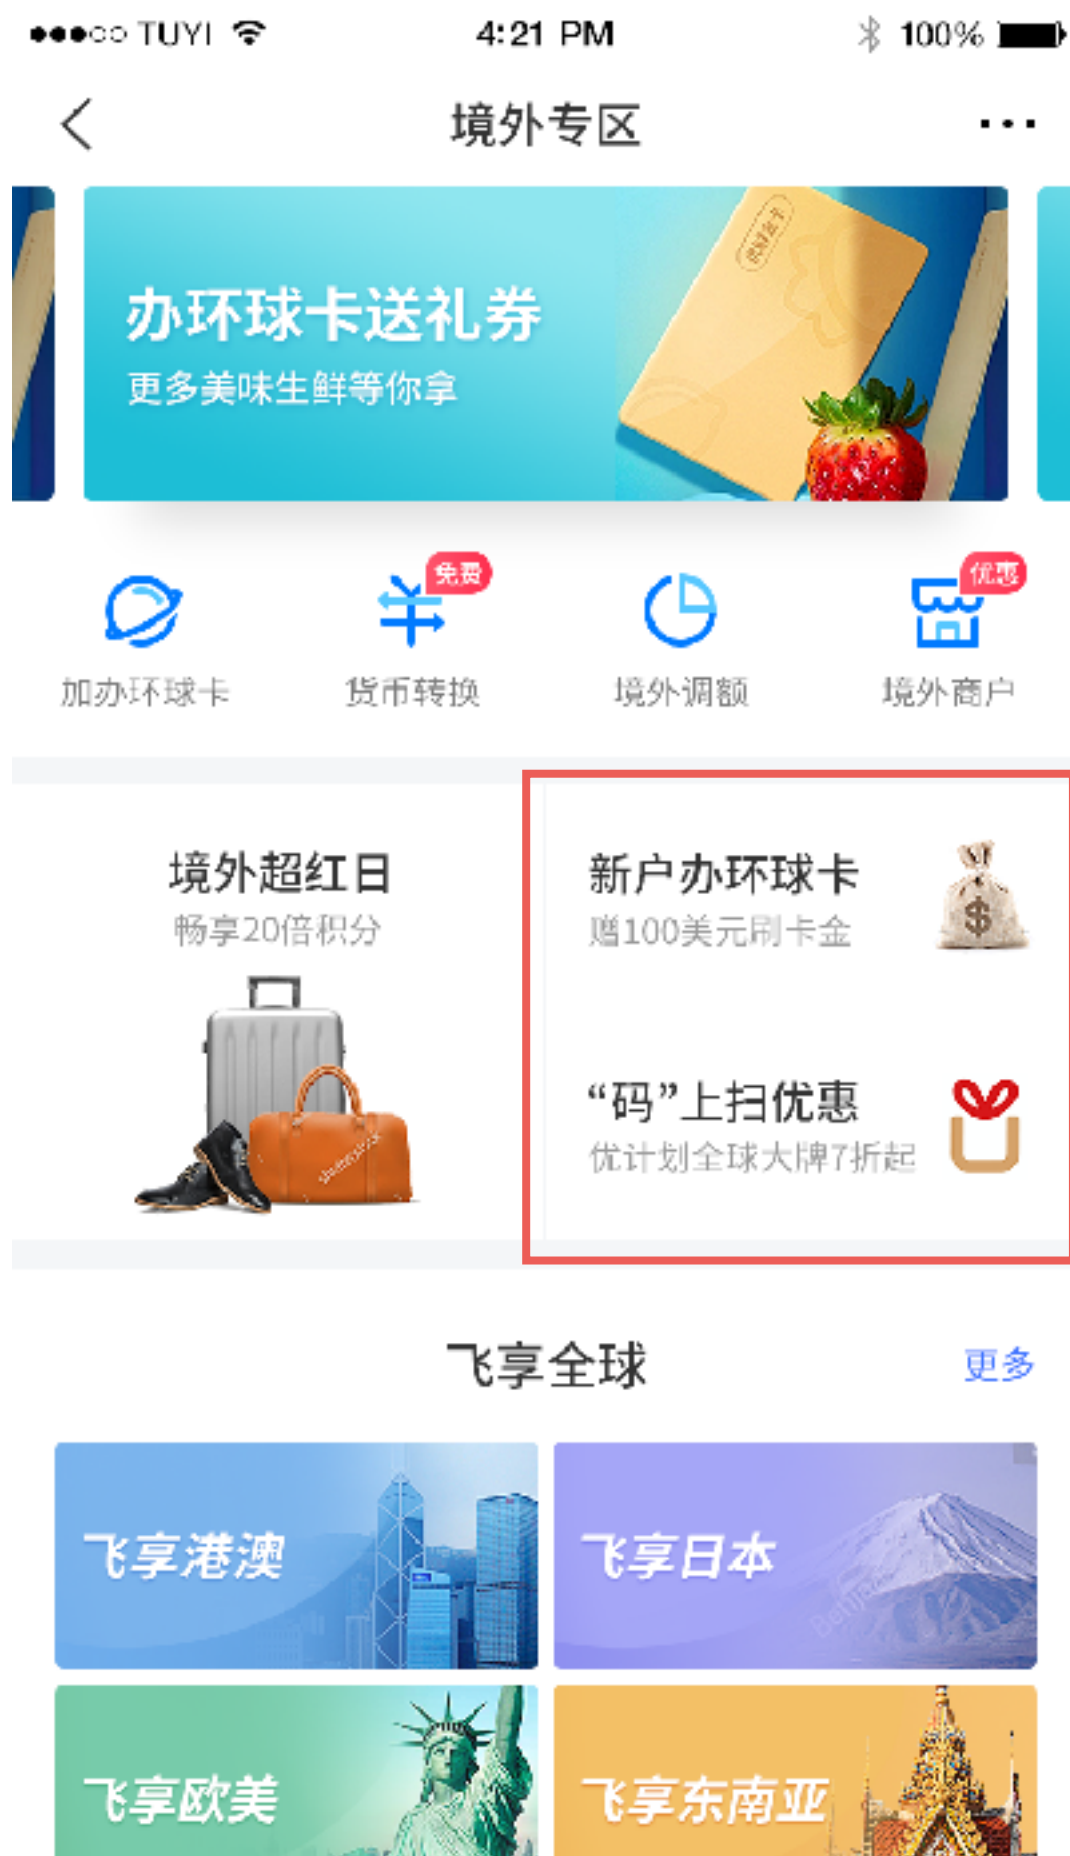 TUYI
4:21 PM
100%
境外专区
办环球卡送礼券
更多美味生鲜等你拿
免费
优惠
加办环球卡
货币转换
境外调额
境外商户
境外超红日
畅享20倍积分
新户办环球卡
赠100美元刷卡金
$
“码”上扫优惠
优计划全球大牌7折起
飞享全球
更多
飞享港澳
飞享日本
飞享欧美
飞享东南亚